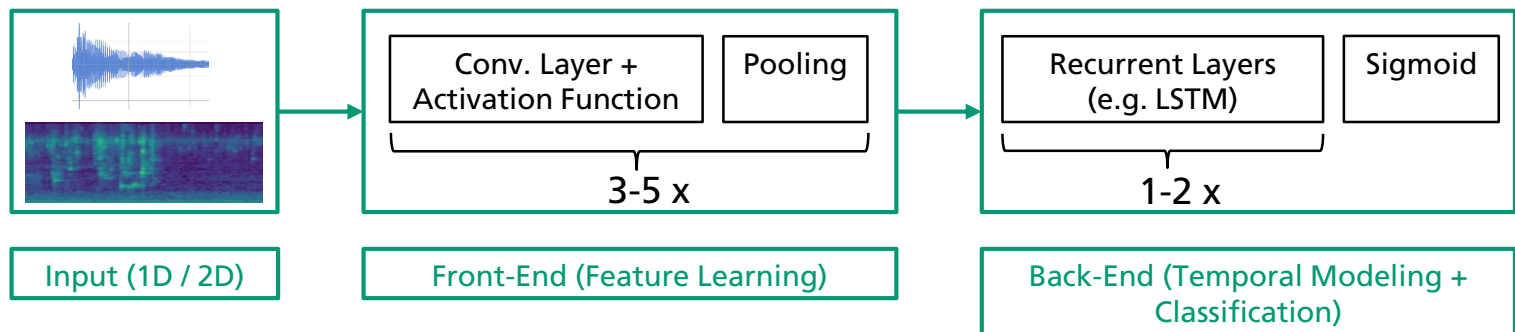 Conv. Layer +
Activation Function
Pooling
3-5 x
Recurrent Layers
(e.g. LSTM)
Sigmoid
1-2 x
Input (1D / 2D)
Front-End (Feature Learning)
Back-End (Temporal Modeling +
Classification)